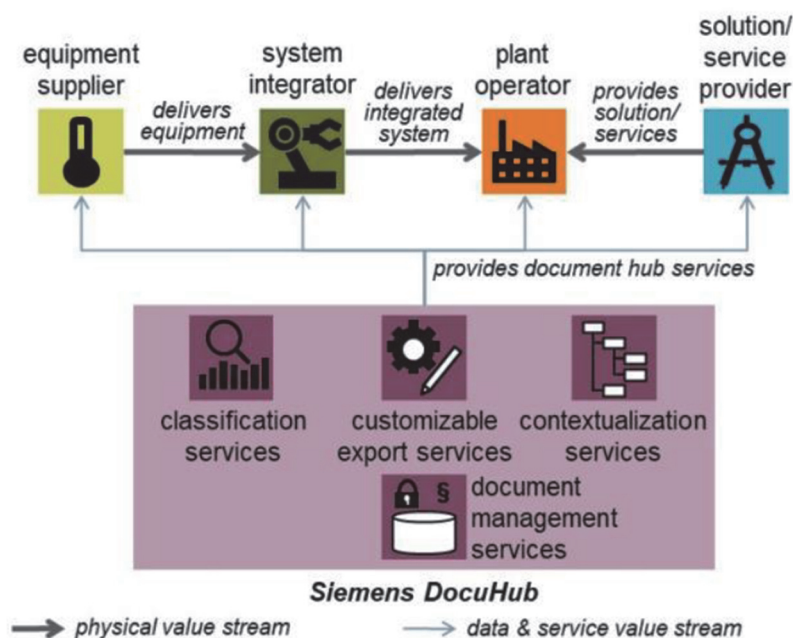 equipment
supplier
system
integrator
plant
operator
solution/
service
provider
delivers
equipment
delivers
integrated
system
provides
solution/
services
provides document hub services
classification
services
customizable
export services
contextualization
services
§
document
management
services
Siemens DocuHub
physical value stream
data & service value stream